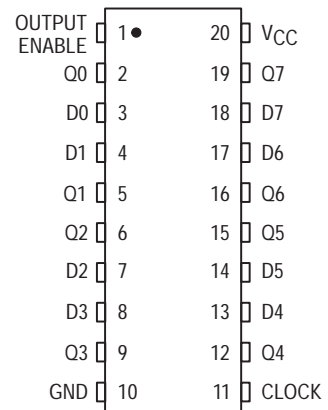 OUTPUT
ENABLE 1 20 VCC
Q0 2 19 Q7
D0 3 18 D7
D1 4 17 D6
Q1 5 16 Q6
Q2 6 15 Q5
D2 7 14 D5
D3 8 13 D4
Q3 9 12 Q4
GND 10 11 CLOCK